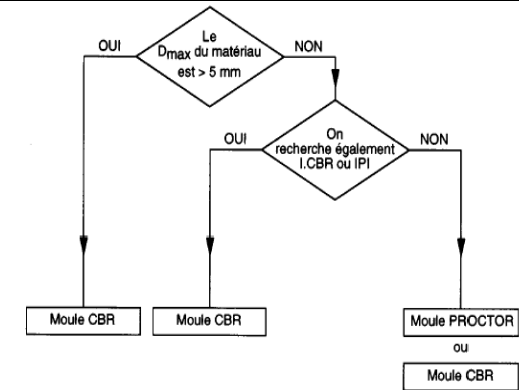 Le
Dmax du matériau
est > 5 mm
OUI
NON
On
recherche également
I.CBR ou IPI
OUI
NON
Moule CBR
Moule CBR
Moule PROCTOR
ou
Moule CBR